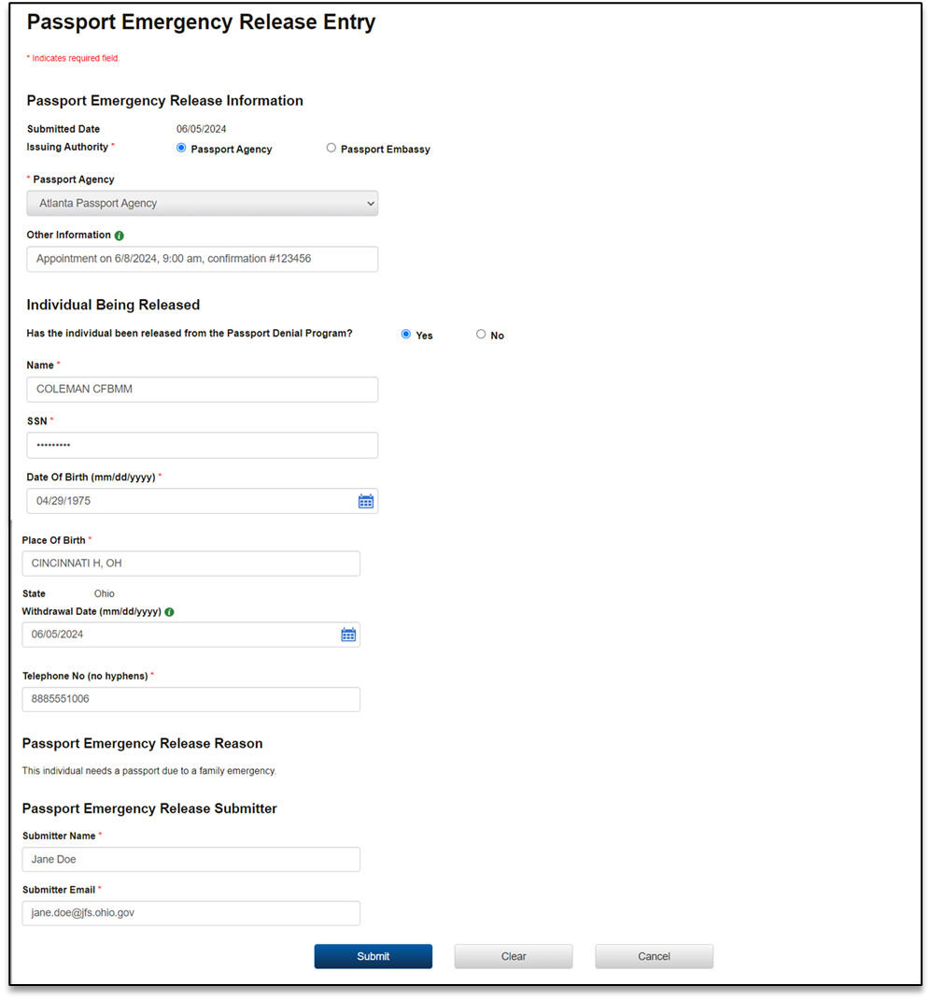 Passport Emergency Release Entry
* Indicates required field.
Passport Emergency Release Information
Submitted Date 06/05/2024
Issuing Authority * Passport Agency Passport Embassy
* Passport Agency
Atlanta Passport Agency
Other Information i
Appointment on 6/8/2024, 9:00 am, confirmation #123456
Individual Being Released
Has the individual been released from the Passport Denial Program? Yes No
Name *
COLEMAN CFBMM
SSN *
•••••••••
Date Of Birth (mm/dd/yyyy) *
04/29/1975
Place Of Birth *
CINCINNATI H, OH
State Ohio
Withdrawal Date (mm/dd/yyyy) i
06/05/2024
Telephone No (no hyphens) *
8885551006
Passport Emergency Release Reason
This individual needs a passport due to a family emergency.
Passport Emergency Release Submitter
Submitter Name *
Jane Doe
Submitter Email *
jane.doe@jfs.ohio.gov
Submit Clear Cancel